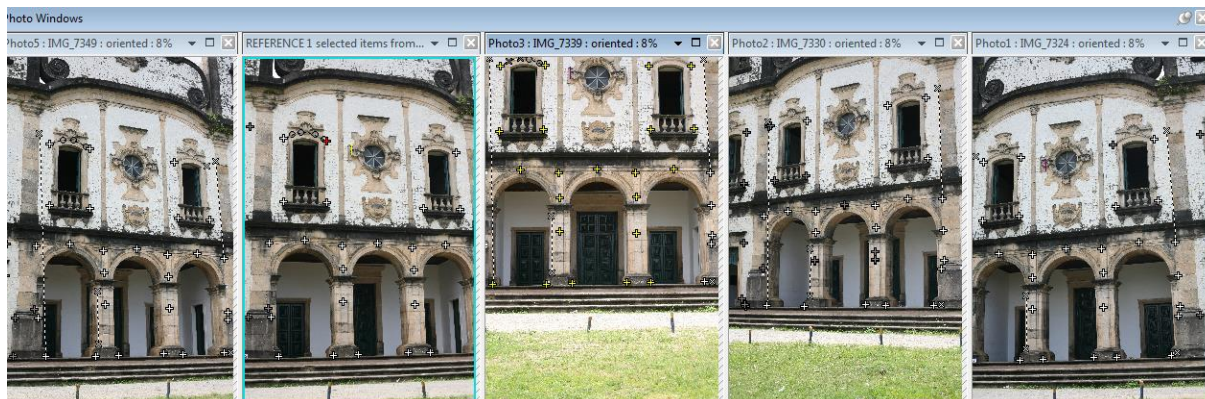 Photo Windows
Photo5 : IMG_7349 : oriented : 8%
REFERENCE 1 selected items from...
Photo3 : IMG_7339 : oriented : 8%
Photo2 : IMG_7330 : oriented : 8%
Photo1 : IMG_7324 : oriented : 8%